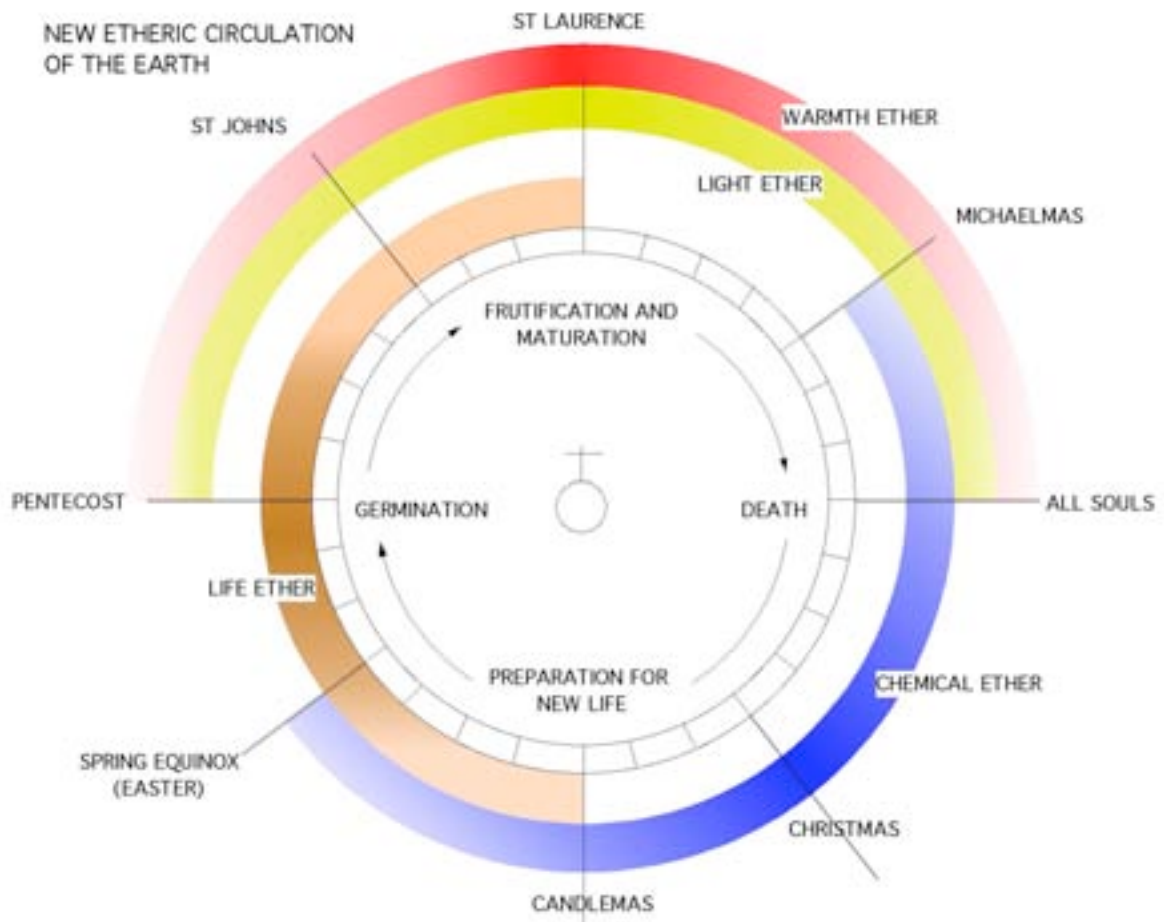 NEW ETHERIC CIRCULATION
OF THE EARTH
ST LAURENCE
ST JOHNS
WARMTH ETHER
LIGHT ETHER
MICHAELMAS
FRUTIFICATION AND
MATURATION
PENTECOST
GERMINATION
DEATH
ALL SOULS
LIFE ETHER
PREPARATION FOR
NEW LIFE
CHEMICAL ETHER
SPRING EQUINOX
(EASTER)
CHRISTMAS
CANDLEMAS